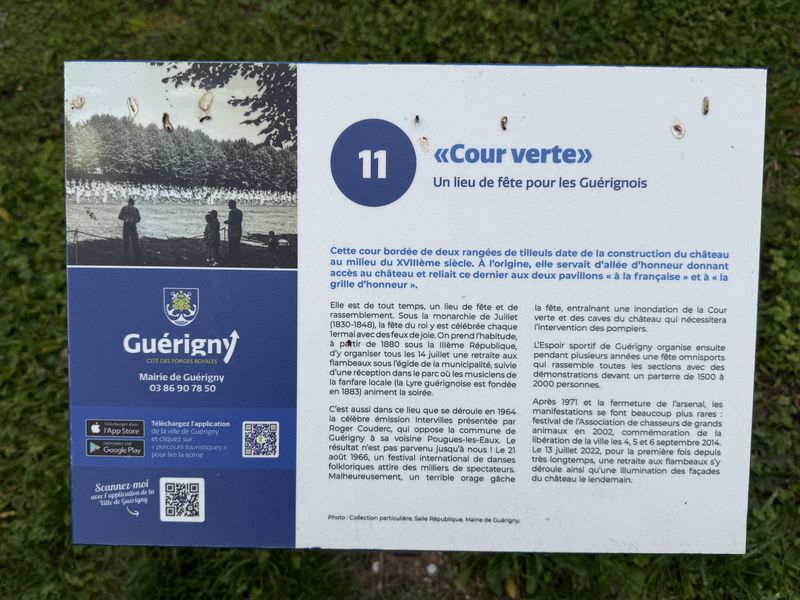 11
«Cour verte»
Un lieu de fête pour les Guérignois
Cette cour bordée de deux rangées de tilleuls date de la construction du château
au milieu du XVIIIème siècle. À l'origine, elle servait d'allée d'honneur donnant
accès au château et reliait ce dernier aux deux pavillons « à la française » et à « la
grille d'honneur ».
Elle est de tout temps, un lieu de fête et de
rassemblement. Sous la monarchie de Juillet
(1830-1848), la fête du roi y est célébrée chaque
1ermai avec des feux de joie. On prend l'habitude,
à partir de 1880 sous la IIIème République,
d'y organiser tous les 14 juillet une retraite aux
flambeaux sous l'égide de la municipalité, suivie
d'une réception dans le parc où les musiciens de
la fanfare locale (la Lyre guérignoise est fondée
en 1883) animent la soirée.
C'est aussi dans ce lieu que se déroule en 1964
la célèbre émission Intervilles présentée par
Roger Couderc, qui oppose la commune de
Guérigny à sa voisine Pougues-les-Eaux. Le
résultat n'est pas parvenu jusqu'à nous ! Le 21
août 1966, un festival international de danses
folkloriques attire des milliers de spectateurs.
Malheureusement, un terrible orage gâche
la fête, entraînant une inondation de la Cour
verte et des caves du château qui nécessitera
l'intervention des pompiers.
L'Espoir sportif de Guérigny organise ensuite
pendant plusieurs années une fête omnisports
qui rassemble toutes les sections avec des
démonstrations devant un parterre de 1500 à
2000 personnes.
Après 1971 et la fermeture de l'arsenal, les
manifestations se font beaucoup plus rares :
festival de l'Association de chasseurs de grands
animaux en 2002, commémoration de la
libération de la ville les 4, 5 et 6 septembre 2014.
Le 13 juillet 2022, pour la première fois depuis
très longtemps, une retraite aux flambeaux s'y
déroule ainsi qu'une illumination des façades
du château le lendemain.
Photo : Collection particulière, Salle République, Mairie de Guérigny.
Guérigny
CITÉ DES FORGES ROYALES
Mairie de Guérigny
03 86 90 78 50
Télécharger dans
l'App Store
DISPONIBLE SUR
Google Play
Téléchargez l'application
de la ville de Guérigny
et cliquez sur
« parcours touristiques »
pour lire la scène
Scannez-moi
avec l'application de la
Ville de Guérigny